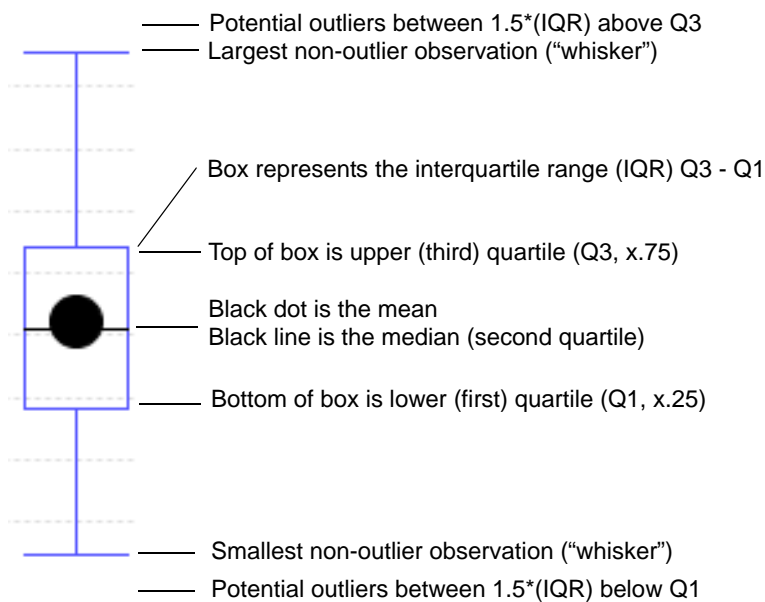 Potential outliers between 1.5*(IQR) above Q3
Largest non-outlier observation (“whisker”)
Box represents the interquartile range (IQR) Q3 - Q1
Top of box is upper (third) quartile (Q3, x.75)
Black dot is the mean
Black line is the median (second quartile)
Bottom of box is lower (first) quartile (Q1, x.25)
Smallest non-outlier observation (“whisker”)
Potential outliers between 1.5*(IQR) below Q1